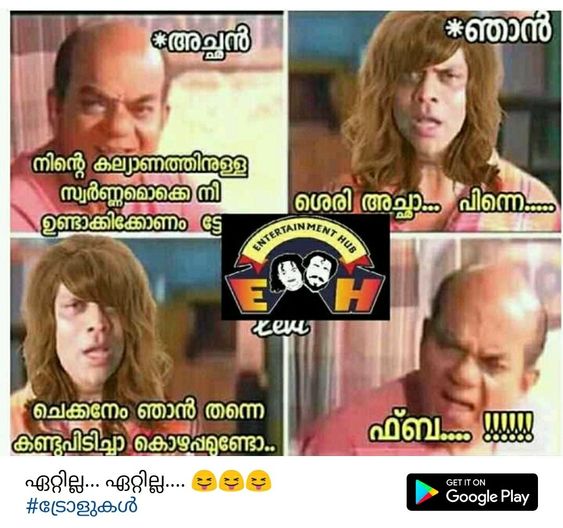 *അച്ഛൻ
നിന്റെ കല്യാണത്തിനുള്ള
സ്വർണ്ണമൊക്കെ നീ
ഉണ്ടാക്കിക്കോണം ട്ടേ
*ഞാൻ
ശെരി അച്ഛാ... പിന്നെ.....
ENTERTAINMENT HUB
E H
ചെക്കനേം ഞാൻ തന്നെ
കണ്ടുപിടിച്ചാ കൊഴപ്പമുണ്ടോ..
ഫ്ബ.... !!!!!!
ഏറ്റില്ല... ഏറ്റില്ല.... 😝😝😝
#ട്രോളുകൾ
GET IT ON
Google Play